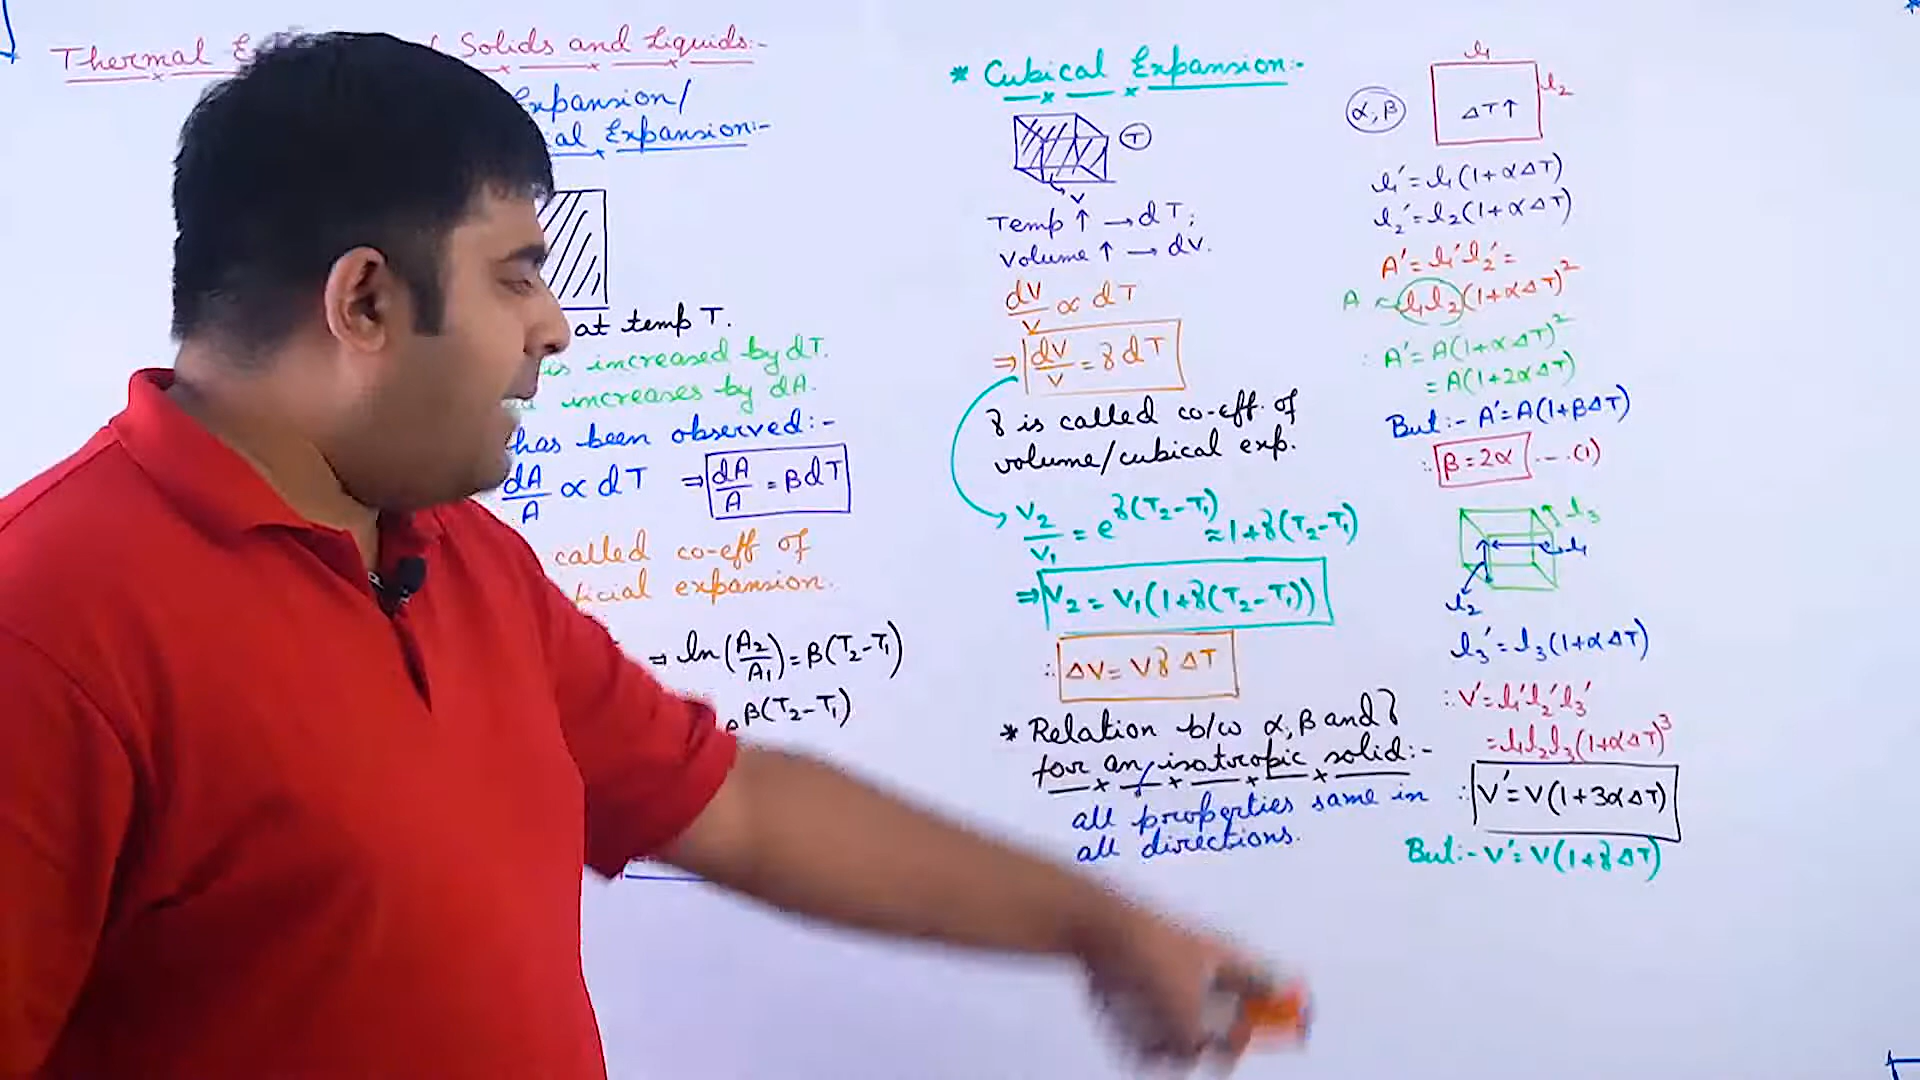 Thermal E Solids and Liquids:-
Expansion/
ial Expansion:-
at temp T.
is increased by dT.
increases by dA.
has been observed:-
dA/A ∝ dT ⇒ dA/A = β dT
called co-eff of
ficial expansion.
⇒ ln(A₂/A₁) = β(T₂-T₁)
e^β(T₂-T₁)
* Cubical Expansion:-
T
V
Temp ↑ → dT;
Volume ↑ → dV.
dV/V ∝ dT
⇒ dV/V = γ dT
γ is called co-eff. of
volume/cubical exp.
V₂/V₁ = e^γ(T₂-T₁) ≈ 1+γ(T₂-T₁)
⇒ V₂ = V₁(1+γ(T₂-T₁))
∴ ΔV = VγΔT
* Relation b/w α, β and γ
for an isotropic solid:-
all properties same in
all directions.
l₁
α, β
ΔT↑
l₂
l₁' = l₁(1+αΔT)
l₂' = l₂(1+αΔT)
A' = l₁'l₂' =
A ← l₁l₂(1+αΔT)²
∴ A' = A(1+αΔT)²
= A(1+2αΔT)
But:- A' = A(1+βΔT)
∴ β = 2α ----(1)
l₃
l₁
l₂
l₃' = l₃(1+αΔT)
∴ V' = l₁'l₂'l₃'
= l₁l₂l₃(1+αΔT)³
∴ V' = V(1+3αΔT)
But:- V' = V(1+γΔT)